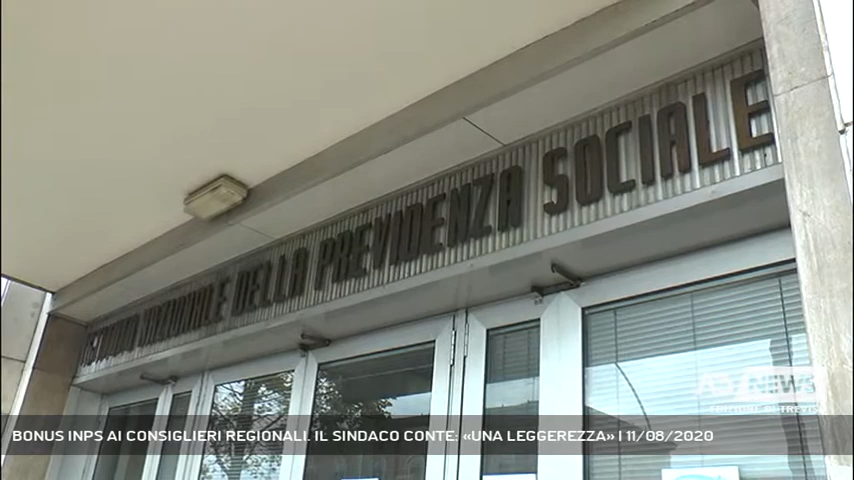 ISTITUTO NAZIONALE DELLA PREVIDENZA SOCIALE
NEWS
BONUS INPS AI CONSIGLIERI REGIONALI. IL SINDACO CONTE: «UNA LEGGEREZZA» | 11/08/2020